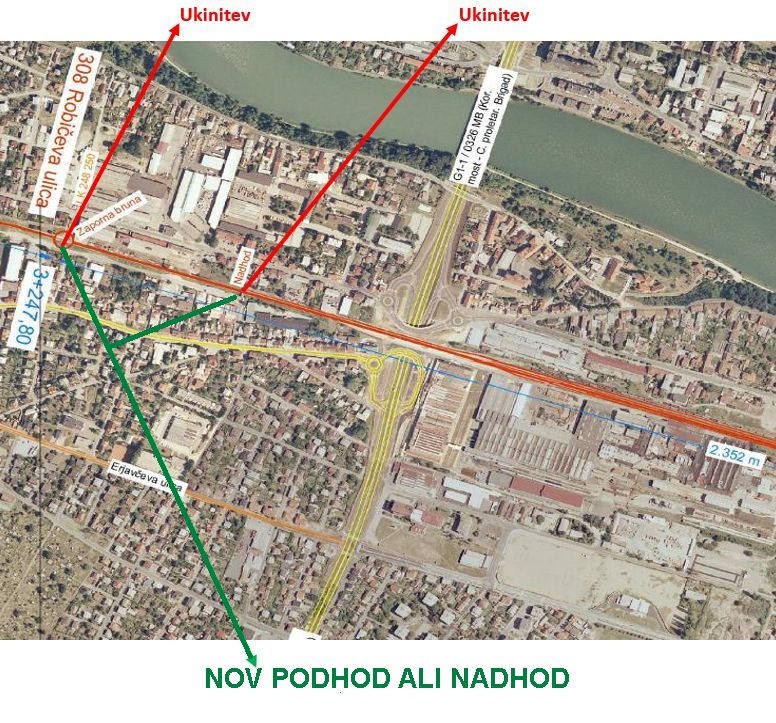 Ukinitev
Ukinitev
308 Robičeva ulica
Zaporna bruna
Nadhod
G1-1 / 0326 MB (Kor.
most - C. proletar. Brigad)
3+247.80
Erjavčeva ulica
2.352 m
NOV PODHOD ALI NADHOD